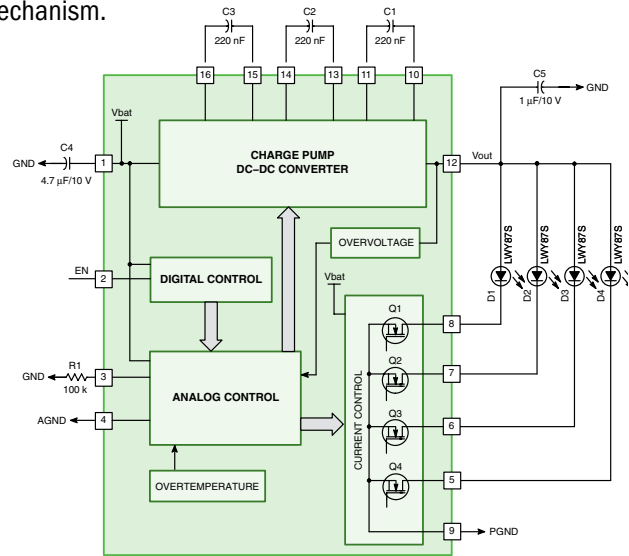 echanism.
C3
C2
C1
220 nF
220 nF
220 nF
16
15
14
13
11
10
C5
GND
1 µF/10 V
Vbat
C4
GND
4.7 µF/10 V
1
CHARGE PUMP
DC–DC CONVERTER
12
Vout
OVERVOLTAGE
LWY87S
LWY87S
LWY87S
LWY87S
EN
2
DIGITAL CONTROL
Vbat
D1
D2
D3
D4
Q1
8
R1
GND
100 k
3
ANALOG CONTROL
Q2
7
AGND
4
CURRENT CONTROL
Q3
6
Q4
5
OVERTEMPERATURE
9
PGND